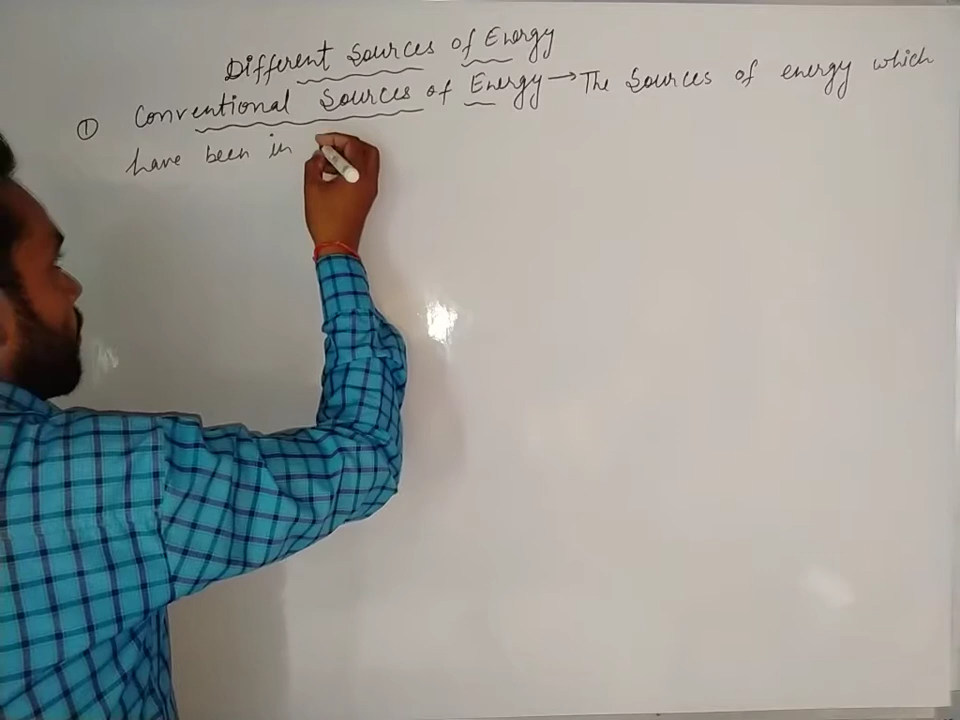 Different Sources of Energy
① Conventional Sources of Energy → The Sources of energy which
have been in